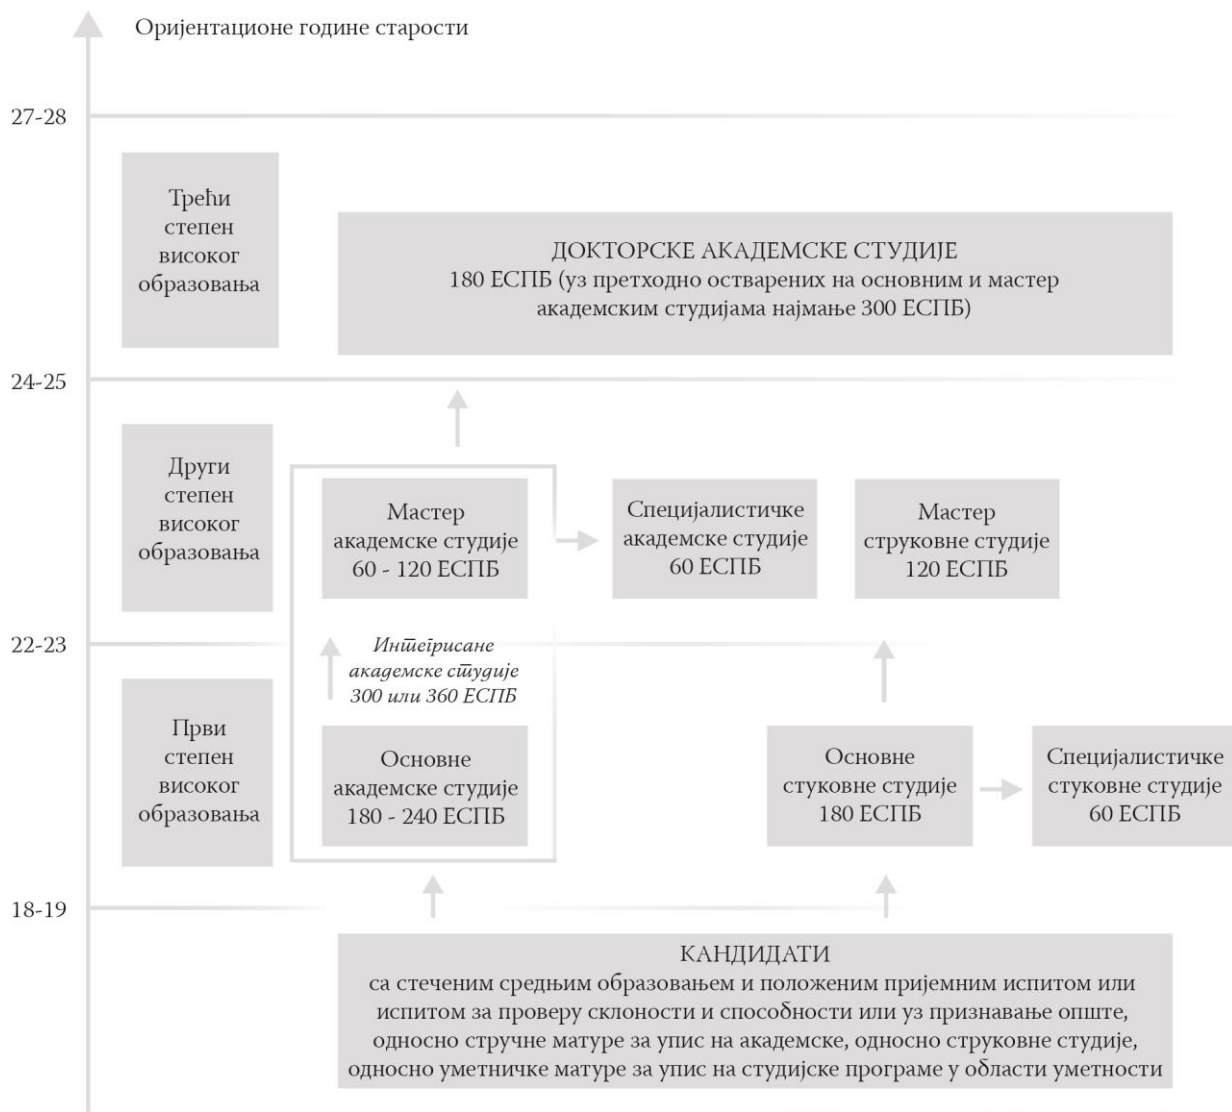 Оријентационе године старости
27-28
Трећи
степен
високог
образовања
ДОКТОРСКЕ АКАДЕМСКЕ СТУДИЈЕ
180 ЕСПБ (уз претходно остварених на основним и мастер
академским студијама најмање 300 ЕСПБ)
24-25
Други
степен
високог
образовања
Мастер
академске студије
60 - 120 ЕСПБ
Специјалистичке
академске студије
60 ЕСПБ
Мастер
струковне студије
120 ЕСПБ
22-23
Интегрисане
академске студије
300 или 360 ЕСПБ
Први
степен
високог
образовања
Основне
академске студије
180 - 240 ЕСПБ
Основне
стуковне студије
180 ЕСПБ
Специјалистичке
стуковне студије
60 ЕСПБ
18-19
КАНДИДАТИ
са стеченим средњим образовањем и положеним пријемним испитом или
испитом за проверу склоности и способности или уз признавање опште,
односно стручне матуре за упис на академске, односно струковне студије,
односно уметничке матуре за упис на студијске програме у области уметности